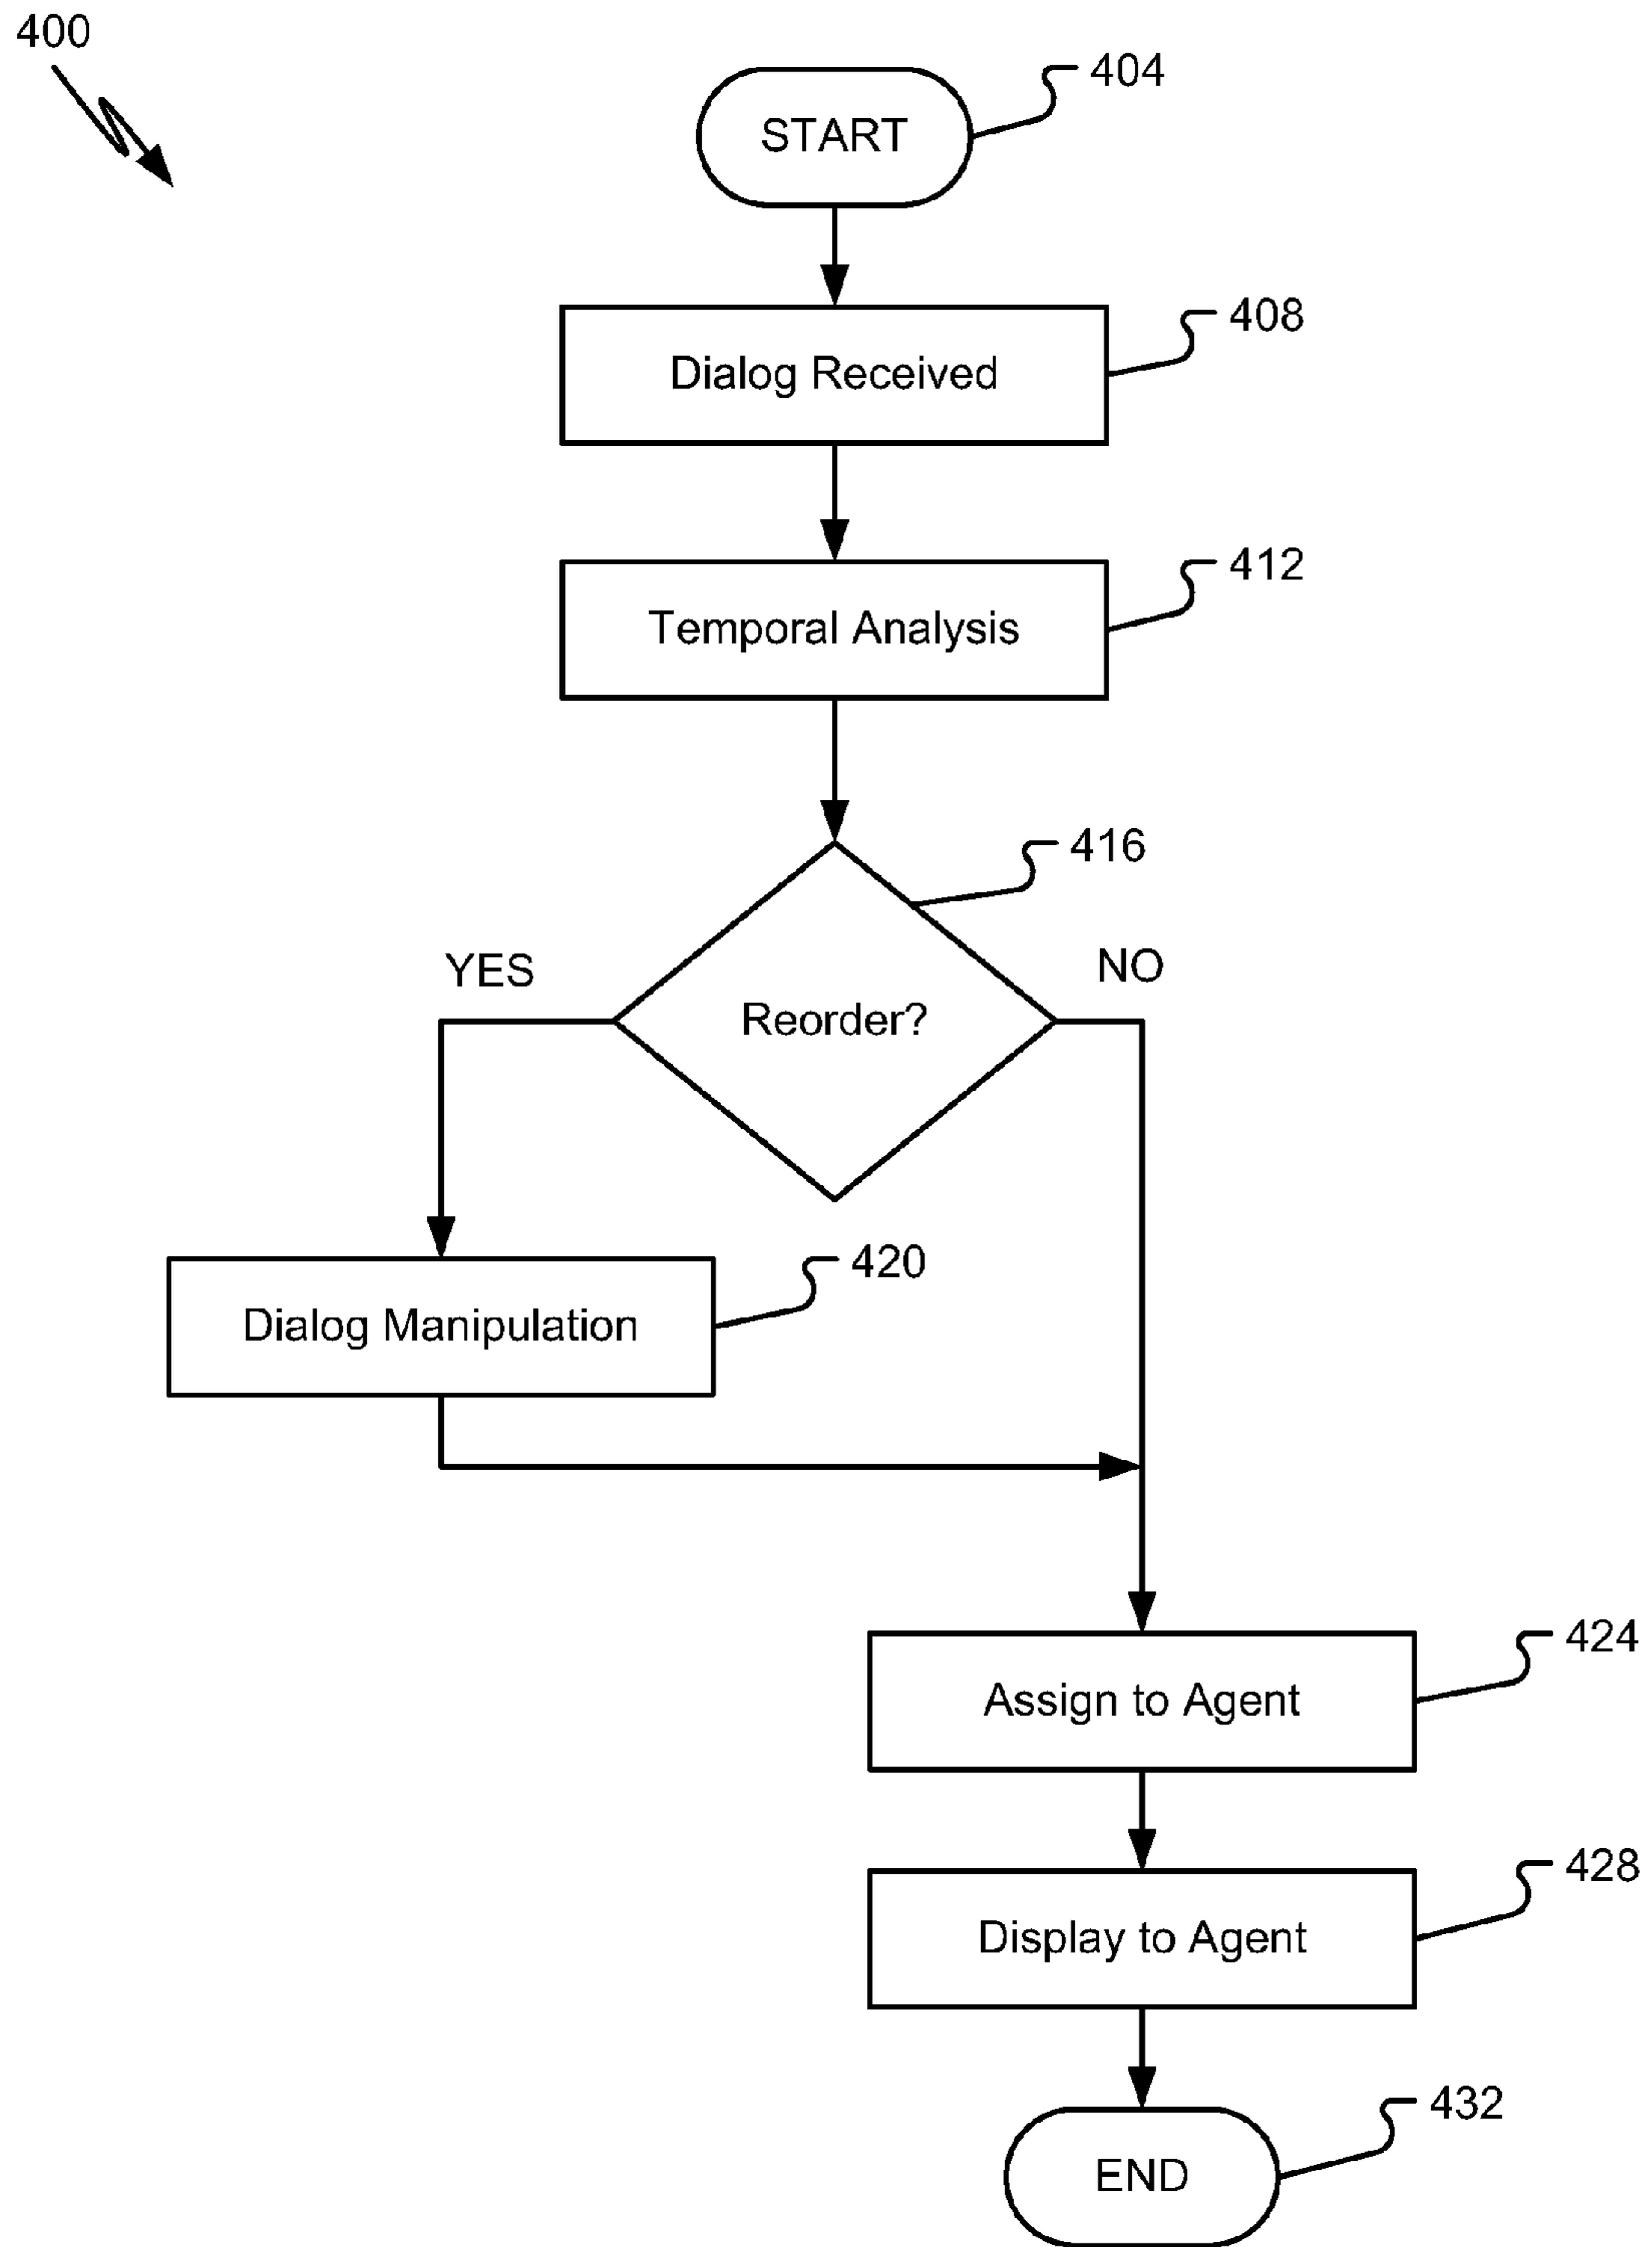 400
START
404
Dialog Received
408
Temporal Analysis
412
416
YES
NO
Reorder?
Dialog Manipulation
420
Assign to Agent
424
Display to Agent
428
END
432